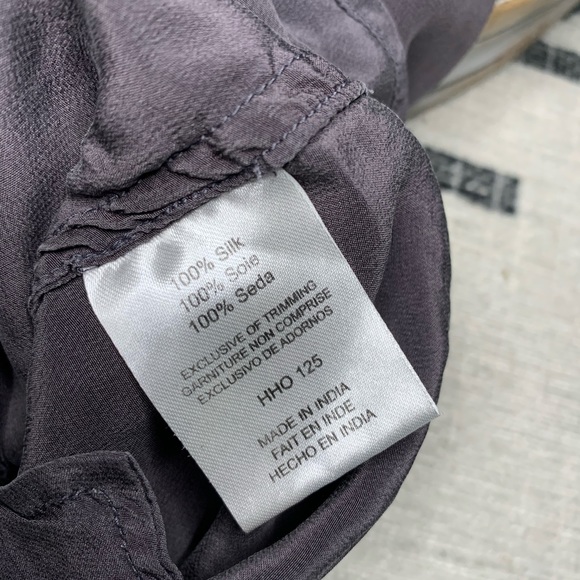 100% Silk
100% Soie
100% Seda
EXCLUSIVE OF TRIMMING
GARNITURE NON COMPRISE
EXCLUSIVO DE ADORNOS
HHO 125
MADE IN INDIA
FAIT EN INDE
HECHO EN INDIA